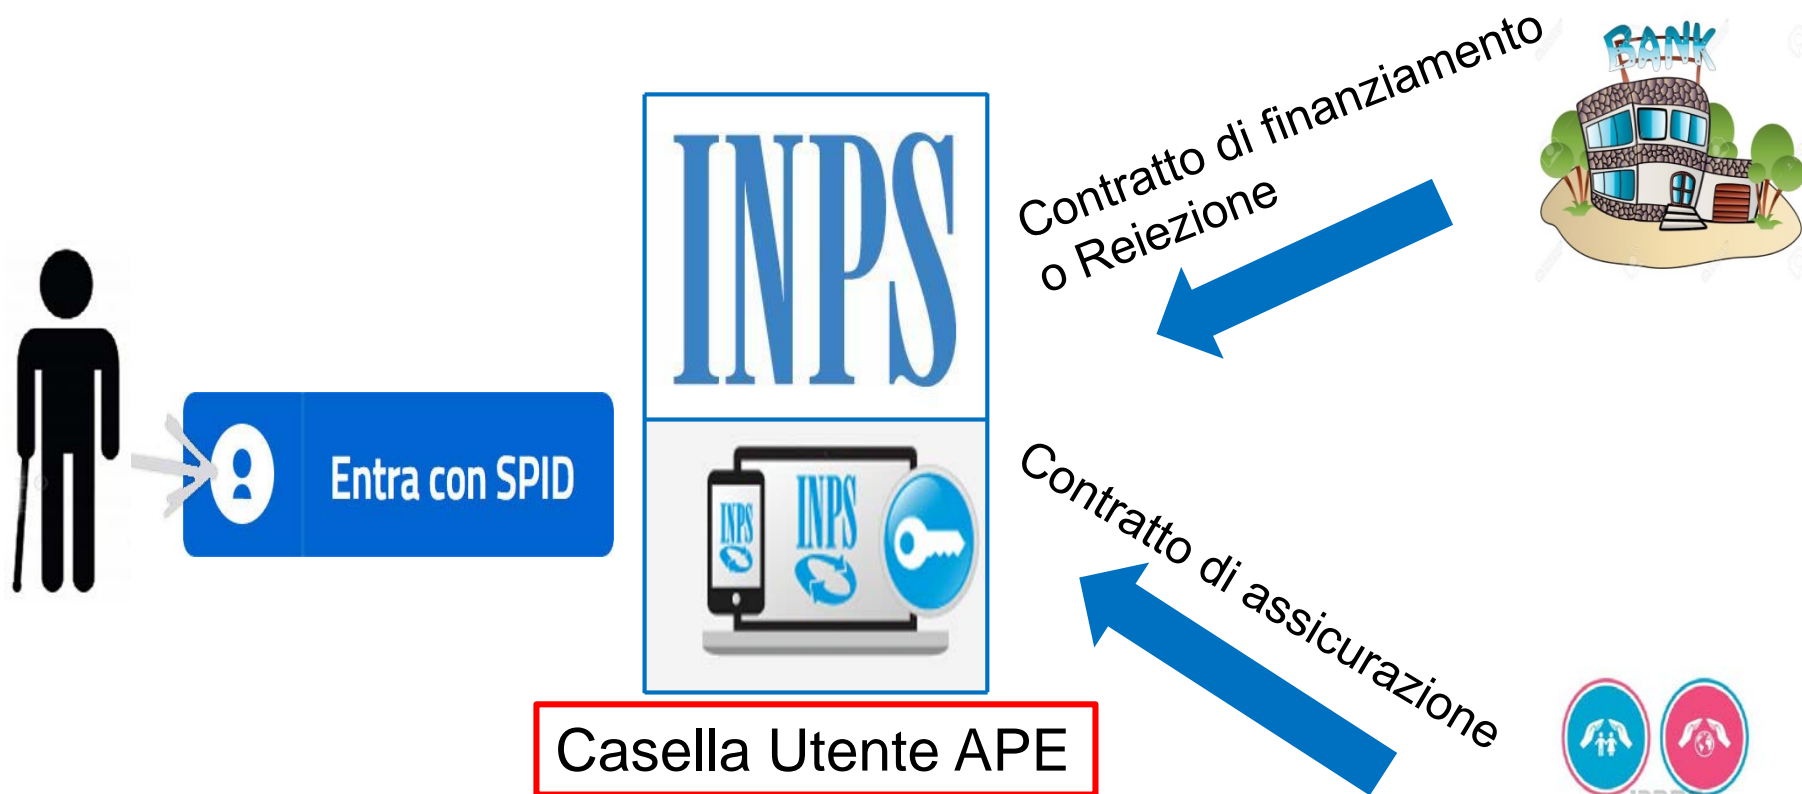 BANK
Contratto di finanziamento
o Reiezione
INPS
Entra con SPID
INPS
INPS
Contratto di assicurazione
Casella Utente APE